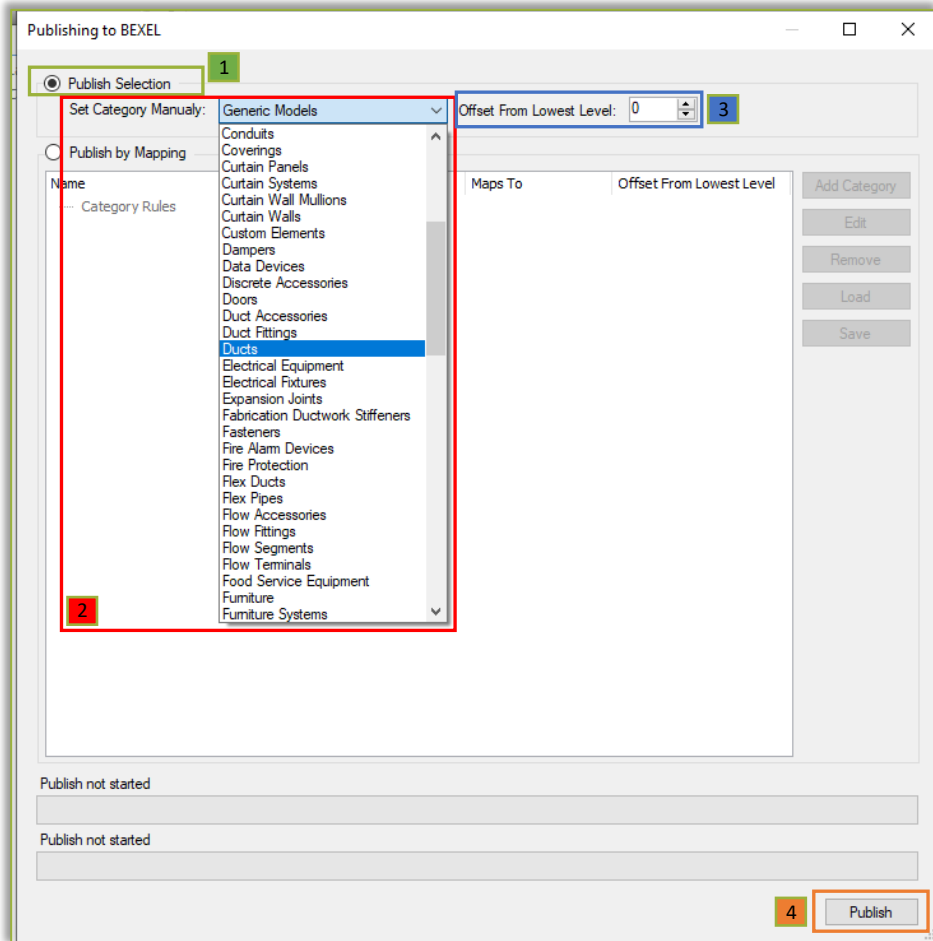 Publishing to BEXEL
1
Publish Selection
Set Category Manualy: Generic Models Offset From Lowest Level: 0 3
Publish by Mapping
Name Maps To Offset From Lowest Level
Category Rules
Conduits
Coverings
Curtain Panels
Curtain Systems
Curtain Wall Mullions
Curtain Walls
Custom Elements
Dampers
Data Devices
Discrete Accessories
Doors
Duct Accessories
Duct Fittings
Ducts
Electrical Equipment
Electrical Fixtures
Expansion Joints
Fabrication Ductwork Stiffeners
Fasteners
Fire Alarm Devices
Fire Protection
Flex Ducts
Flex Pipes
Flow Accessories
Flow Fittings
Flow Segments
Flow Terminals
Food Service Equipment
Furniture
Furniture Systems
2
Add Category
Edit
Remove
Load
Save
Publish not started
Publish not started
4 Publish